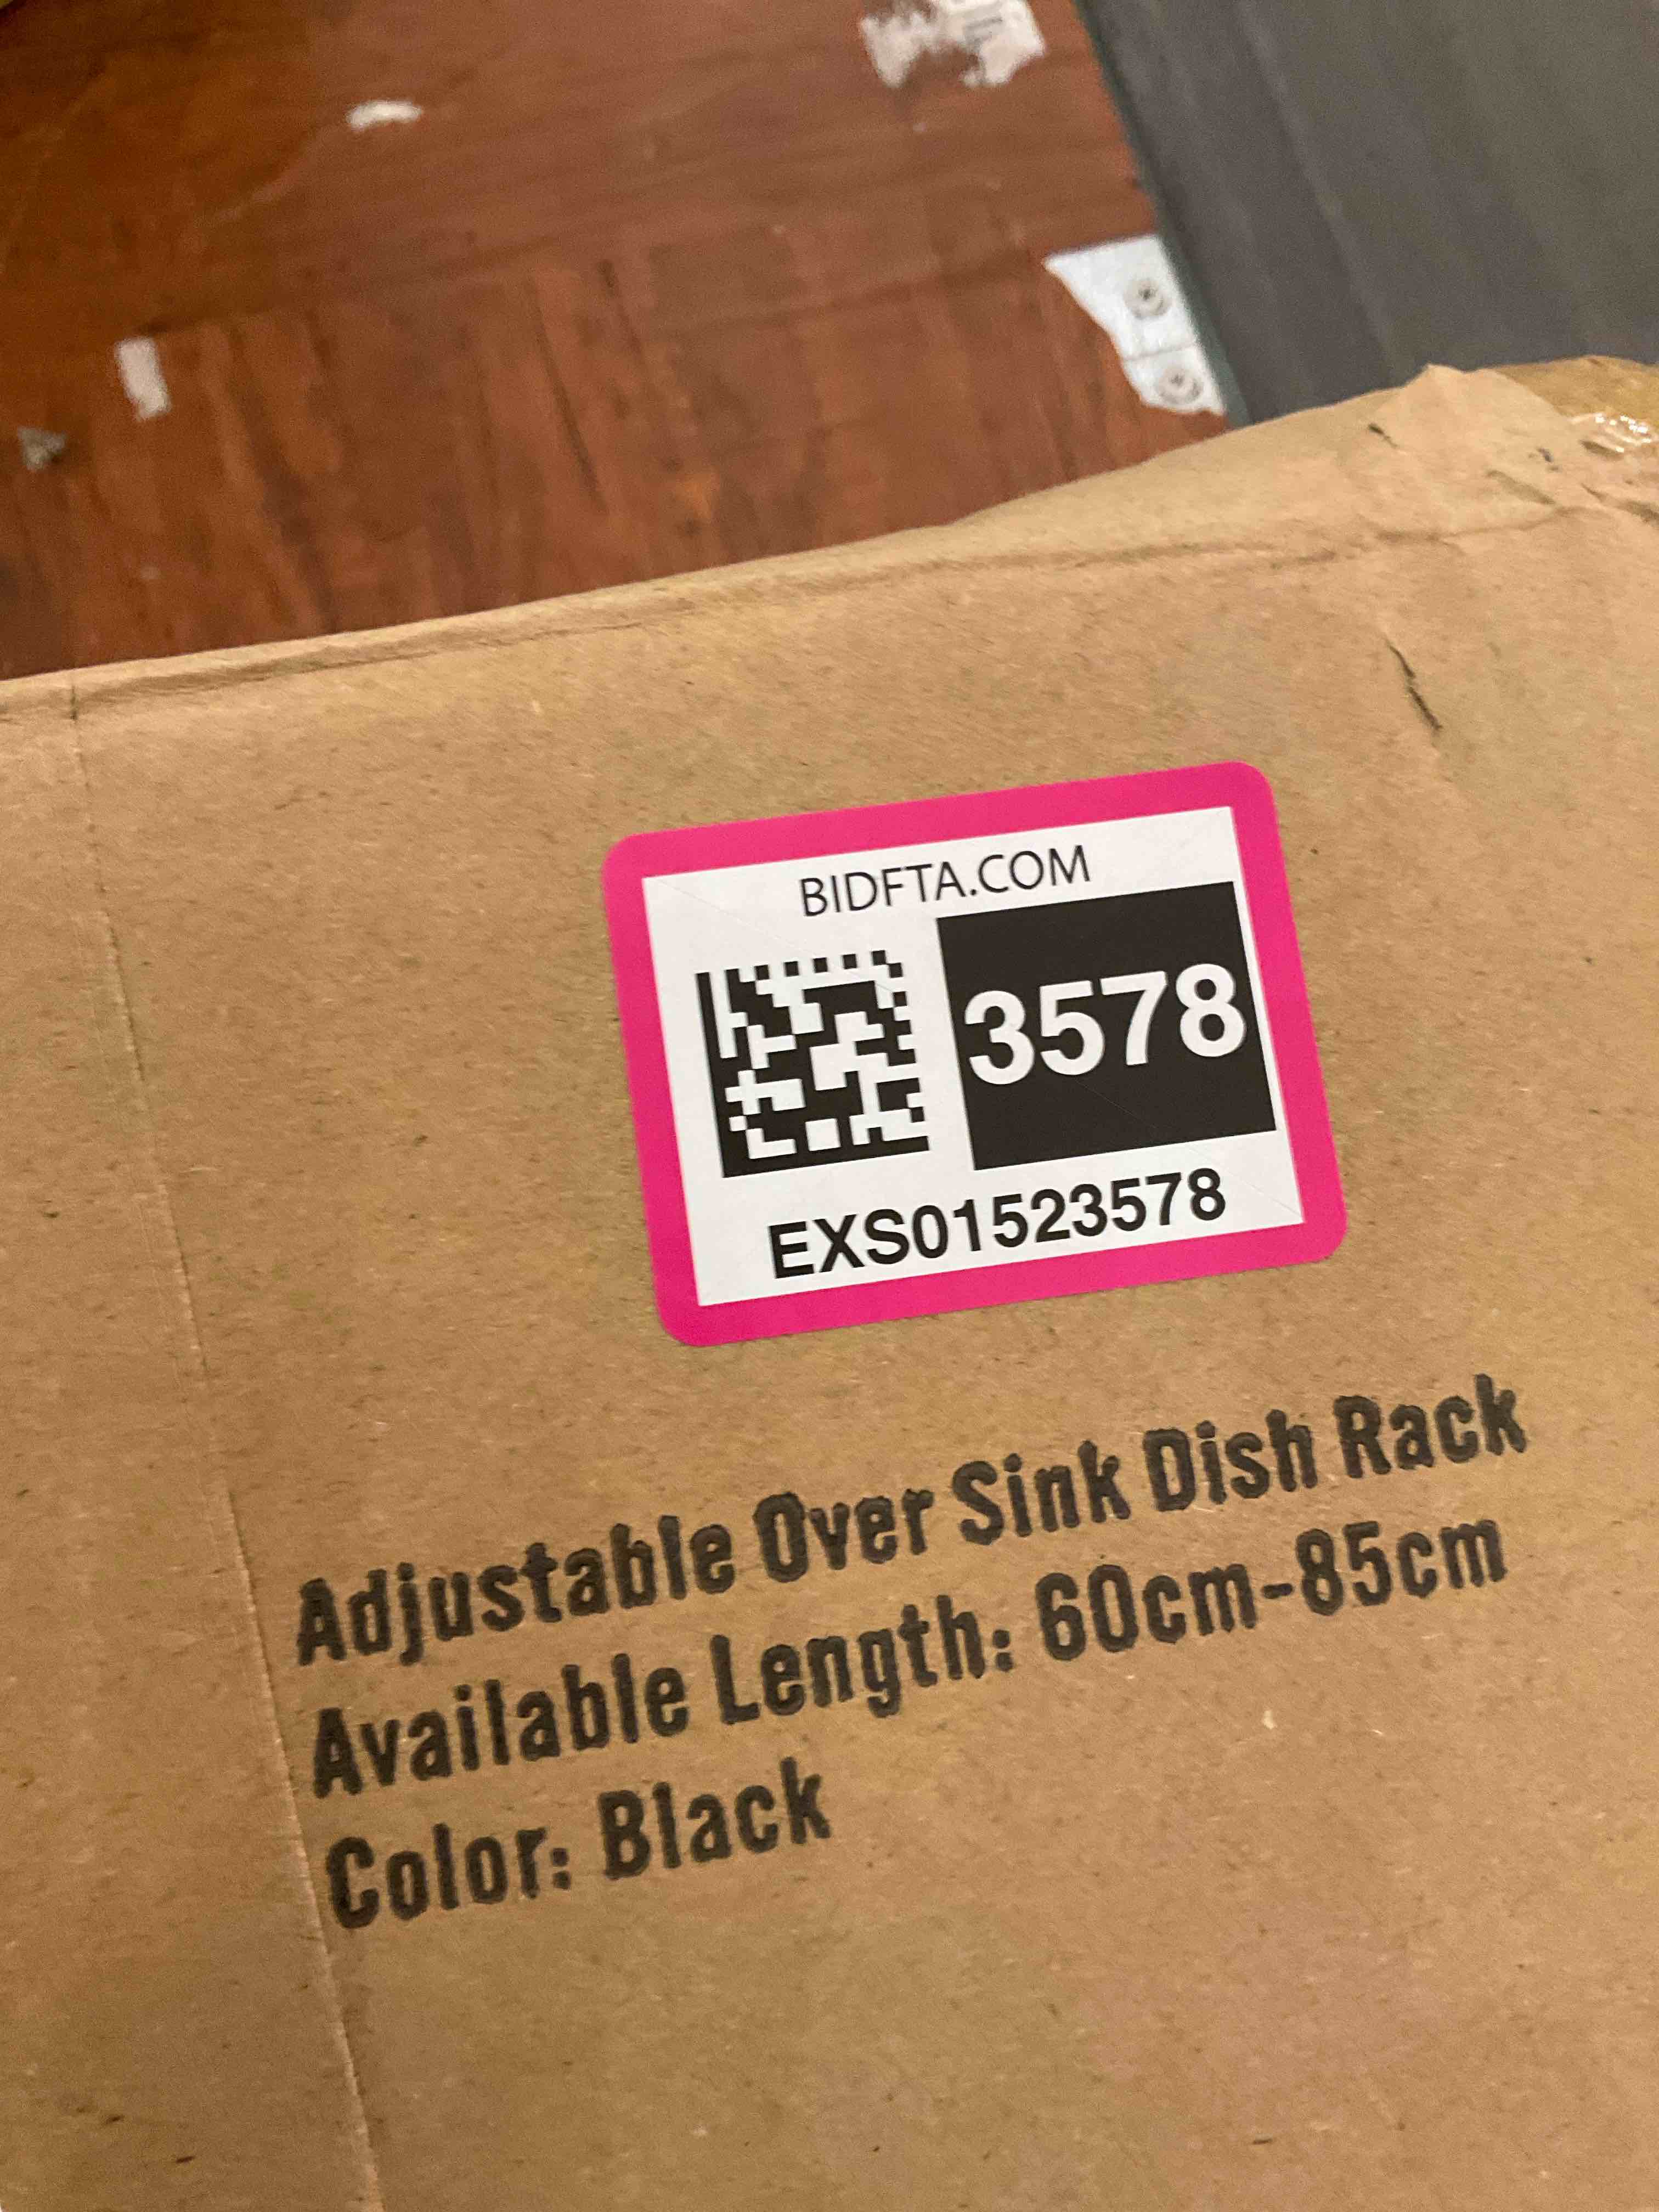 BIDFTA.COM
3578
EXS01523578
Adjustable Over Sink Dish Rack
Available Length: 60cm-85cm
Color: Black